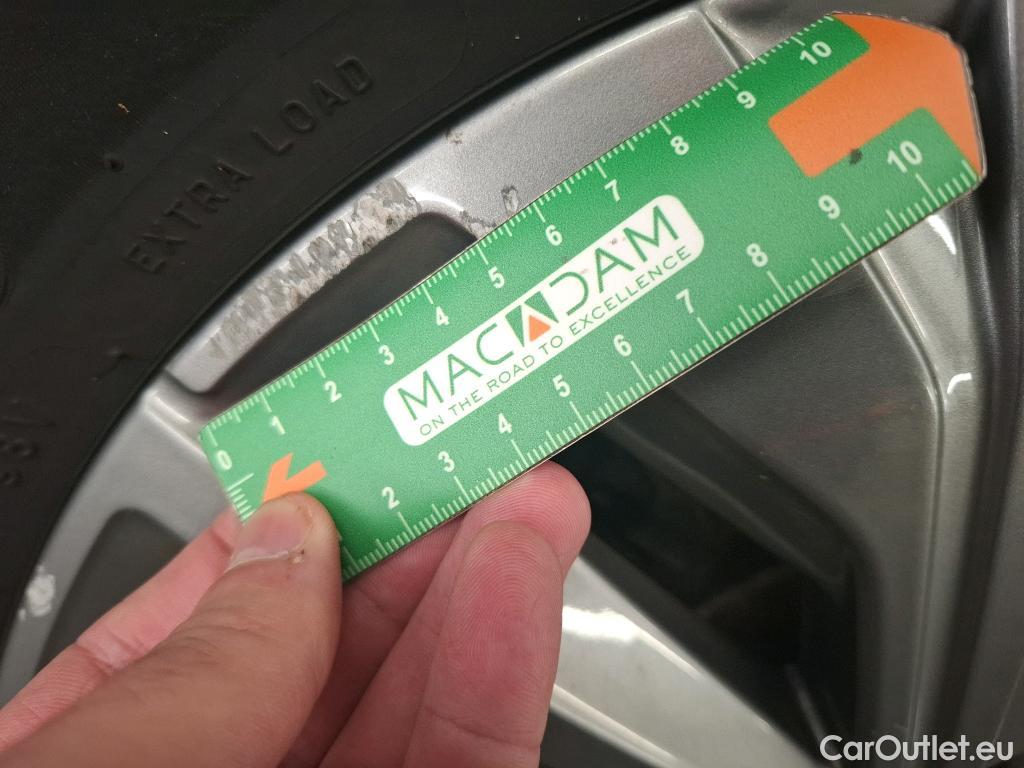 EXTRA LOAD
0 1 2 3 4 5 6 7 8 9 10
MACADAM
ON THE ROAD TO EXCELLENCE
2 3 4 5 6 7 8 9 10
CarOutlet.eu